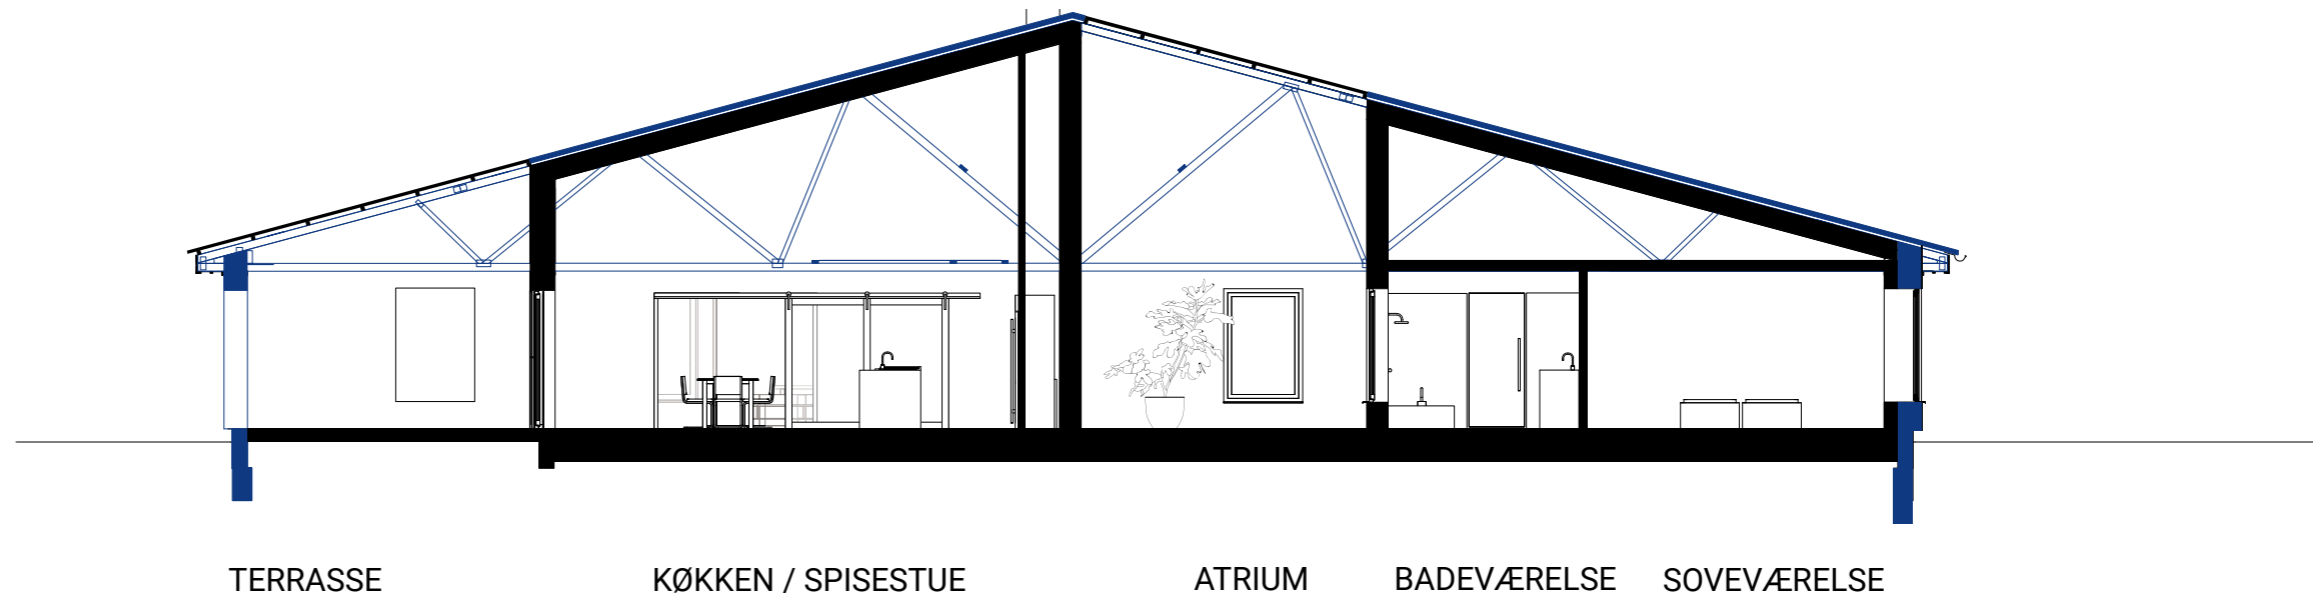 TERRASSE
KØKKEN / SPISESTUE
ATRIUM
BADEVÆRELSE
SOVEVÆRELSE